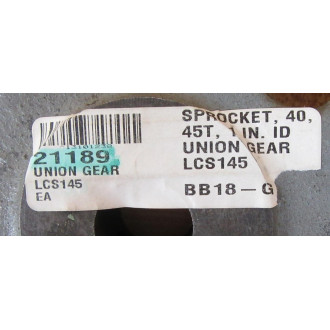 21189
UNION GEAR
LCS145
EA
SPROCKET, 40,
45T, 1 IN. ID
UNION GEAR
LCS145
BB18-G